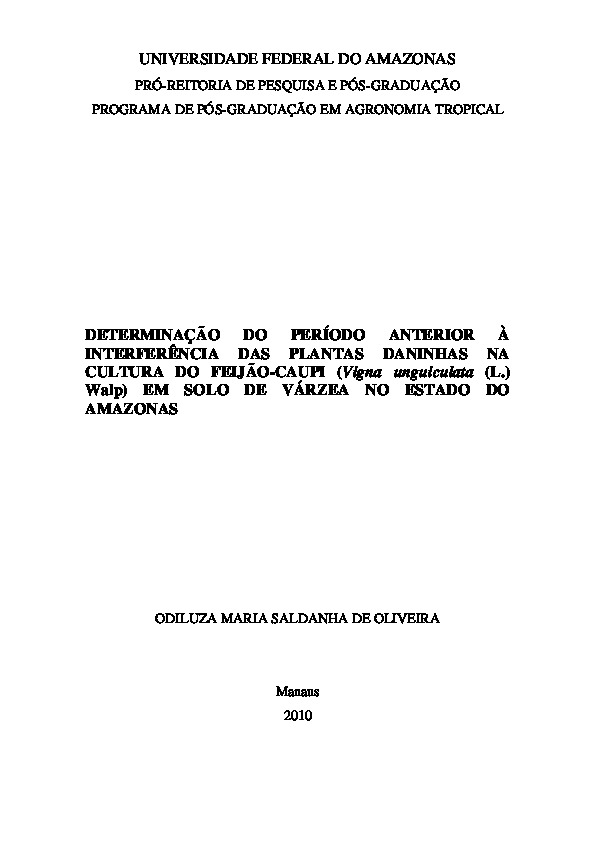 UNIVERSIDADE FEDERAL DO AMAZONAS
PRÓ-REITORIA DE PESQUISA E PÓS-GRADUAÇÃO
PROGRAMA DE PÓS-GRADUAÇÃO EM AGRONOMIA TROPICAL
DETERMINAÇÃO DO PERÍODO ANTERIOR À
INTERFERÊNCIA DAS PLANTAS DANINHAS NA
CULTURA DO FEIJÃO-CAUPI (Vigna unguiculata (L.)
Walp) EM SOLO DE VÁRZEA NO ESTADO DO
AMAZONAS
ODILUZA MARIA SALDANHA DE OLIVEIRA
Manaus
2010